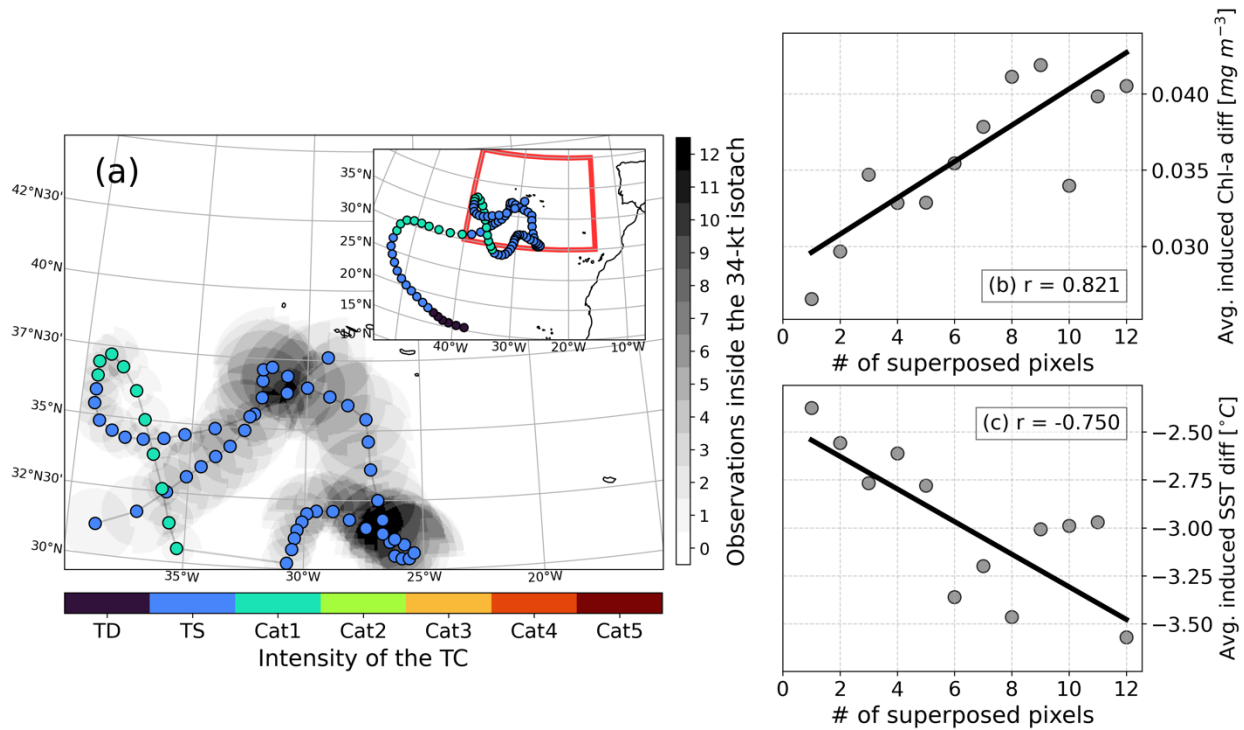 (a)
42°N30'
40°N
37°N30'
35°N
32°N30'
30°N
35°W
30°W
25°W
20°W
35°N
30°N
25°N
20°N
15°N
10°N
40°W
30°W
20°W
10°W
12
11
10
9
8
7
6
5
4
3
2
1
0
Observations inside the 34-kt isotach
TD TS Cat1 Cat2 Cat3 Cat4 Cat5
Intensity of the TC
0.040
0.035
0.030
Avg. induced Chl-a diff [mg m⁻³]
(b) r = 0.821
2 4 6 8 10 12
# of superposed pixels
(c) r = -0.750
−2.50
−2.75
−3.00
−3.25
−3.50
Avg. induced SST diff [°C]
0 2 4 6 8 10 12
# of superposed pixels